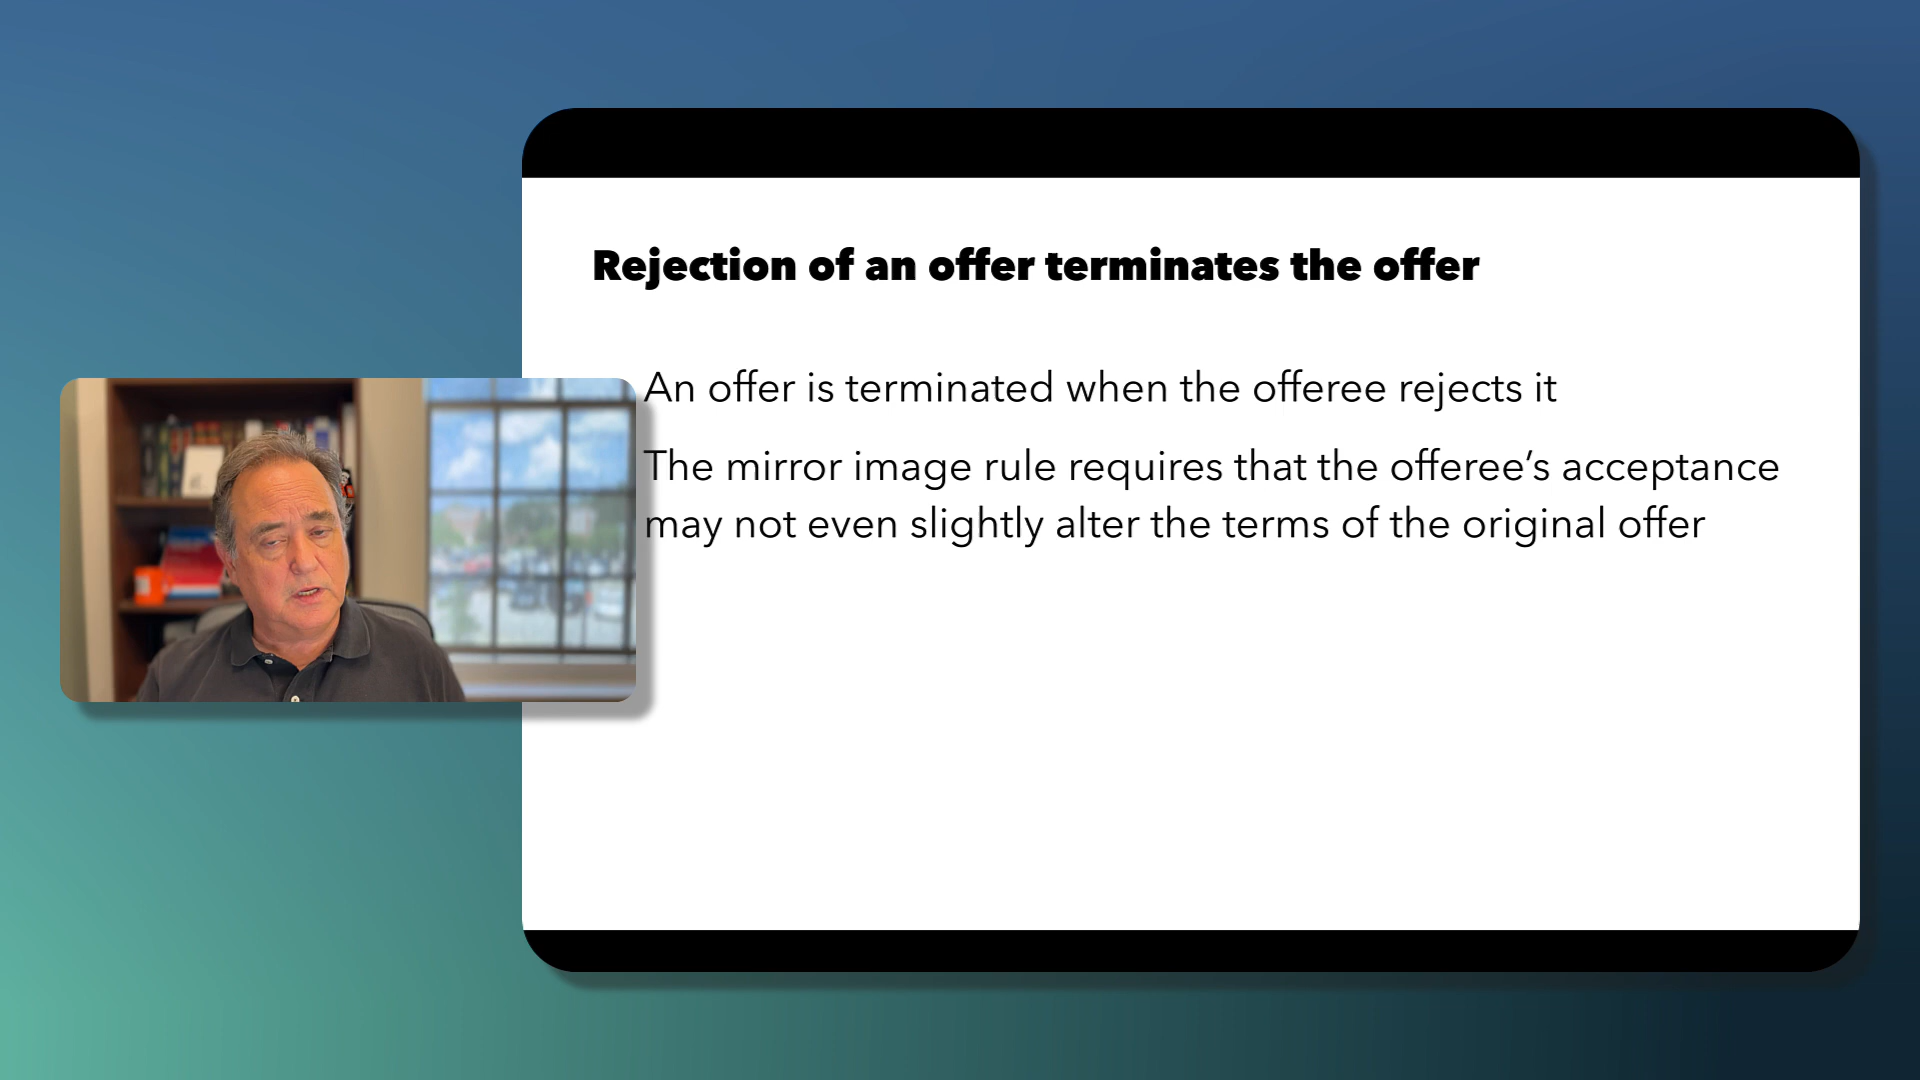 Rejection of an offer terminates the offer
An offer is terminated when the offeree rejects it
The mirror image rule requires that the offeree’s acceptance
may not even slightly alter the terms of the original offer